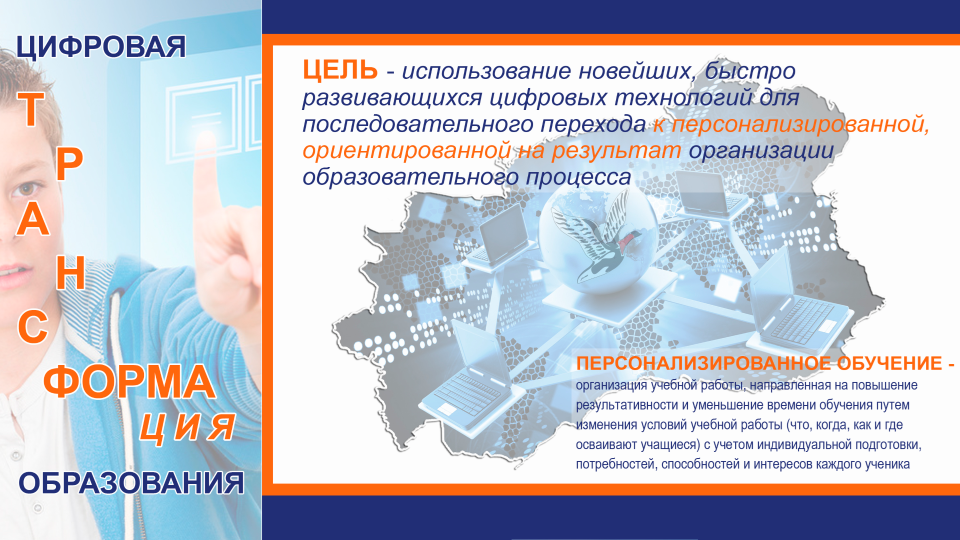 ЦИФРОВАЯ
Т
Р
А
Н
С
ФОРМА
ЦИЯ
ОБРАЗОВАНИЯ
ЦЕЛЬ - использование новейших, быстро
развивающихся цифровых технологий для
последовательного перехода к персонализированной,
ориентированной на результат организации
образовательного процесса
ПЕРСОНАЛИЗИРОВАННОЕ ОБУЧЕНИЕ -
организация учебной работы, направленная на повышение
результативности и уменьшение времени обучения путем
изменения условий учебной работы (что, когда, как и где
осваивают учащиеся) с учетом индивидуальной подготовки,
потребностей, способностей и интересов каждого ученика